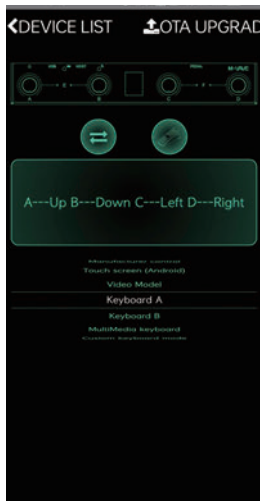 DEVICE LIST OTA UPGRAD
M-VAVE
A E B C F D
A---Up B---Down C---Left D---Right
Manufacturer control
Touch screen (Android)
Video Model
Keyboard A
Keyboard B
MultiMedia keyboard
Custom keyboard mode